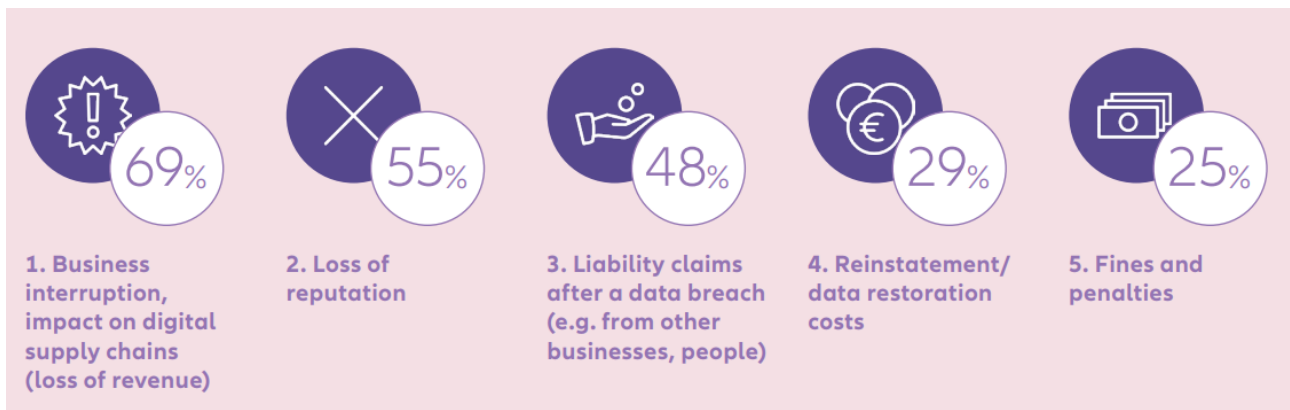 69%
1. Business
interruption,
impact on digital
supply chains
(loss of revenue)
55%
2. Loss of
reputation
48%
3. Liability claims
after a data breach
(e.g. from other
businesses, people)
€
29%
4. Reinstatement/
data restoration
costs
25%
5. Fines and
penalties